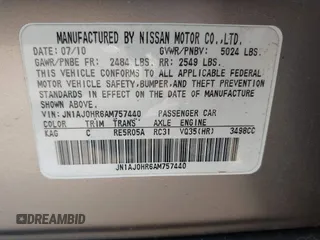 MANUFACTURED BY NISSAN MOTOR CO.,LTD.
DATE: 07/10 GVWR/PNBV: 5024 LBS.
GAWR/PNBE FR: 2484 LBS. RR: 2549 LBS.
THIS VEHICLE CONFORMS TO ALL APPLICABLE FEDERAL
MOTOR VEHICLE SAFETY, BUMPER, AND THEFT PREVENTION
STANDARDS IN EFFECT ON THE DATE OF MANUFACTURE
SHOWN ABOVE.
VIN: JN1AJ0HR6AM757440 PASSENGER CAR
COLOR TRIM TRANS AXLE ENGINE
KAG C RE5R05A RC31 VQ35(HR) 3498CC
JN1AJ0HR6AM757440
DREAMBID
dreambid.com